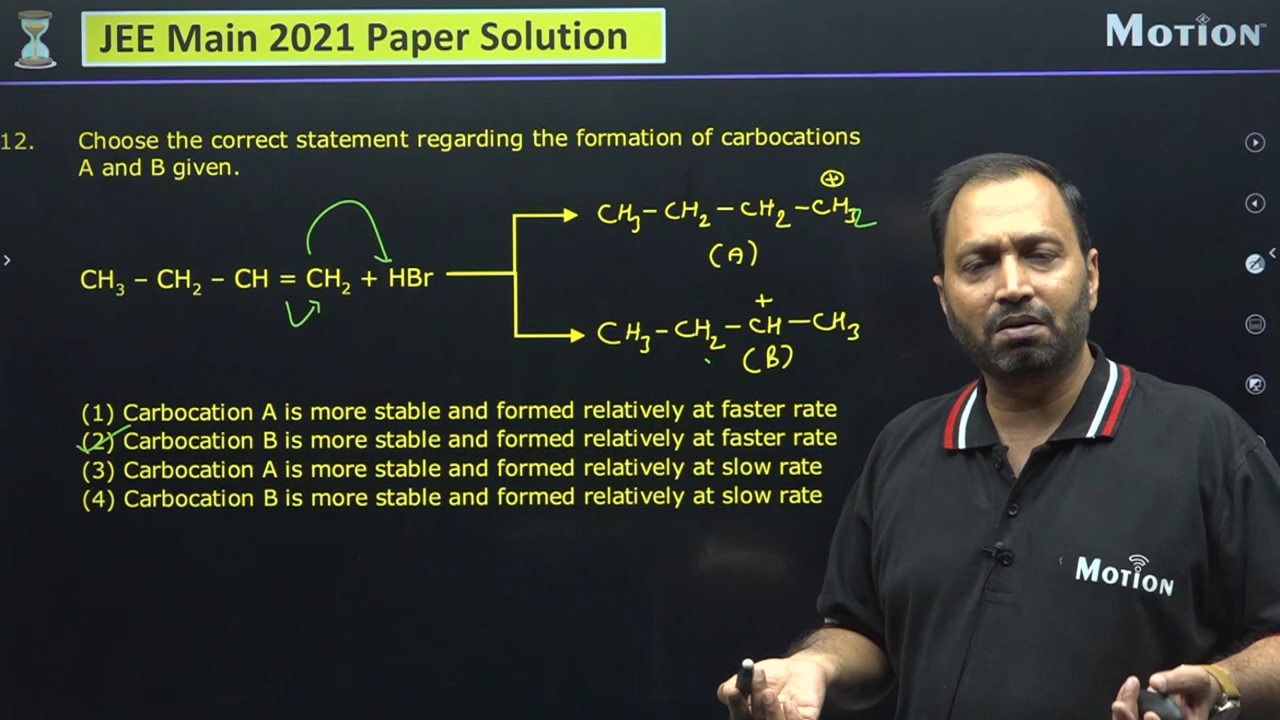 JEE Main 2021 Paper Solution
MOTION
12. Choose the correct statement regarding the formation of carbocations
A and B given.
CH₃ – CH₂ – CH = CH₂ + HBr
CH₃–CH₂–CH₂–CH₂
⊕
(A)
CH₃–CH₂–CH–CH₃
+
(B)
(1) Carbocation A is more stable and formed relatively at faster rate
(2) Carbocation B is more stable and formed relatively at faster rate
(3) Carbocation A is more stable and formed relatively at slow rate
(4) Carbocation B is more stable and formed relatively at slow rate
MOTION